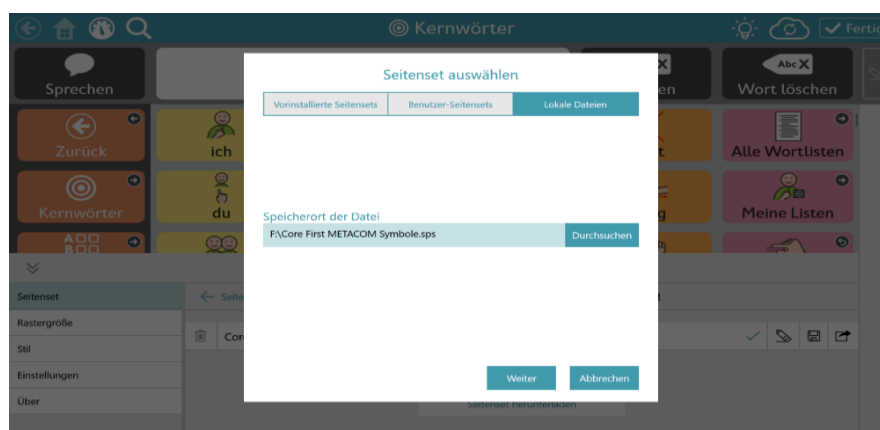 Kernwörter
Fertig
Sprechen
Abc X
Wort löschen
Zurück
ich
Alle Wortlisten
Kernwörter
du
Meine Listen
Seitenset auswählen
Vorinstallierte Seitensets
Benutzer-Seitensets
Lokale Dateien
Speicherort der Datei
F:\Core First METACOM Symbole.sps
Durchsuchen
Weiter
Abbrechen
Seitenset
Rastergröße
Stil
Einstellungen
Über
Seitenset herunterladen